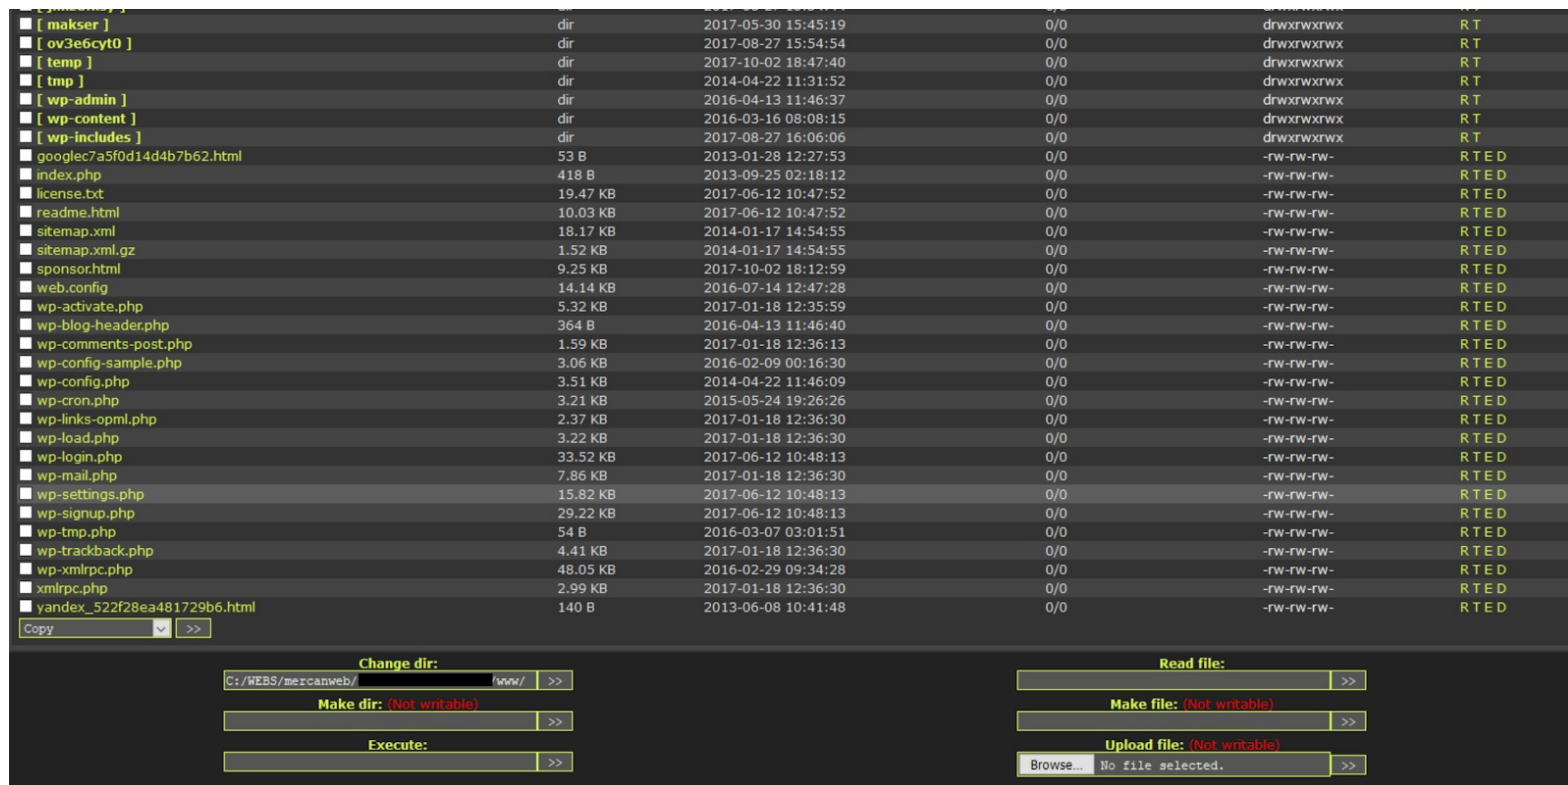 [ makser ] dir 2017-05-30 15:45:19 0/0 drwxrwxrwx R T
[ ov3e6cyt0 ] dir 2017-08-27 15:54:54 0/0 drwxrwxrwx R T
[ temp ] dir 2017-10-02 18:47:40 0/0 drwxrwxrwx R T
[ tmp ] dir 2014-04-22 11:31:52 0/0 drwxrwxrwx R T
[ wp-admin ] dir 2016-04-13 11:46:37 0/0 drwxrwxrwx R T
[ wp-content ] dir 2016-03-16 08:08:15 0/0 drwxrwxrwx R T
[ wp-includes ] dir 2017-08-27 16:06:06 0/0 drwxrwxrwx R T
googlec7a5f0d14d4b7b62.html 53 B 2013-01-28 12:27:53 0/0 -rw-rw-rw- R T E D
index.php 418 B 2013-09-25 02:18:12 0/0 -rw-rw-rw- R T E D
license.txt 19.47 KB 2017-06-12 10:47:52 0/0 -rw-rw-rw- R T E D
readme.html 10.03 KB 2017-06-12 10:47:52 0/0 -rw-rw-rw- R T E D
sitemap.xml 18.17 KB 2014-01-17 14:54:55 0/0 -rw-rw-rw- R T E D
sitemap.xml.gz 1.52 KB 2014-01-17 14:54:55 0/0 -rw-rw-rw- R T E D
sponsor.html 9.25 KB 2017-10-02 18:12:59 0/0 -rw-rw-rw- R T E D
web.config 14.14 KB 2016-07-14 12:47:28 0/0 -rw-rw-rw- R T E D
wp-activate.php 5.32 KB 2017-01-18 12:35:59 0/0 -rw-rw-rw- R T E D
wp-blog-header.php 364 B 2016-04-13 11:46:40 0/0 -rw-rw-rw- R T E D
wp-comments-post.php 1.59 KB 2017-01-18 12:36:13 0/0 -rw-rw-rw- R T E D
wp-config-sample.php 3.06 KB 2016-02-09 00:16:30 0/0 -rw-rw-rw- R T E D
wp-config.php 3.51 KB 2014-04-22 11:46:09 0/0 -rw-rw-rw- R T E D
wp-cron.php 3.21 KB 2015-05-24 19:26:26 0/0 -rw-rw-rw- R T E D
wp-links-opml.php 2.37 KB 2017-01-18 12:36:30 0/0 -rw-rw-rw- R T E D
wp-load.php 3.22 KB 2017-01-18 12:36:30 0/0 -rw-rw-rw- R T E D
wp-login.php 33.52 KB 2017-06-12 10:48:13 0/0 -rw-rw-rw- R T E D
wp-mail.php 7.86 KB 2017-01-18 12:36:30 0/0 -rw-rw-rw- R T E D
wp-settings.php 15.82 KB 2017-06-12 10:48:13 0/0 -rw-rw-rw- R T E D
wp-signup.php 29.22 KB 2017-06-12 10:48:13 0/0 -rw-rw-rw- R T E D
wp-tmp.php 54 B 2016-03-07 03:01:51 0/0 -rw-rw-rw- R T E D
wp-trackback.php 4.41 KB 2017-01-18 12:36:30 0/0 -rw-rw-rw- R T E D
wp-xmlrpc.php 48.05 KB 2016-02-29 09:34:28 0/0 -rw-rw-rw- R T E D
xmlrpc.php 2.99 KB 2017-01-18 12:36:30 0/0 -rw-rw-rw- R T E D
yandex_522f28ea481729b6.html 140 B 2013-06-08 10:41:48 0/0 -rw-rw-rw- R T E D
Copy >>
Change dir: Read file:
C:/WEBS/mercanweb/ /www/ >> >>
Make dir: (Not writable) Make file: (Not writable)
>> >>
Execute: Upload file: (Not writable)
>> Browse... No file selected. >>